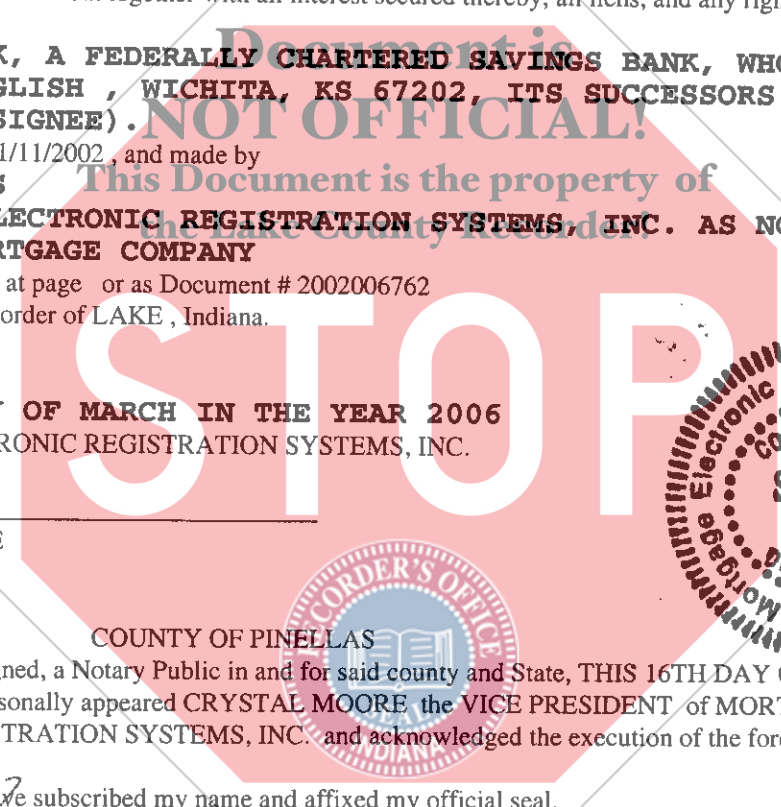 together with an interest secured thereby, all liens, and any righ
K, A FEDERALLY CHARTERED SAVINGS BANK, WHO
GLISH , WICHITA, KS 67202, ITS SUCCESSORS
SIGNEE).
Document is
NOT OFFICIAL!
This Document is the property of
the Lake County Recorder!
1/11/2002 , and made by
S
LECTRONIC REGISTRATION SYSTEMS, INC. AS NO
RTGAGE COMPANY
at page or as Document # 2002006762
order of LAKE , Indiana.
STOP
Y OF MARCH IN THE YEAR 2006
RONIC REGISTRATION SYSTEMS, INC.
Mortgage Electronic
E
RECORDER'S OFFICE
SEAL
INDIANA
COUNTY OF PINELLAS
ned, a Notary Public in and for said county and State, THIS 16TH DAY
sonally appeared CRYSTAL MOORE the VICE PRESIDENT of MORT
TRATION SYSTEMS, INC. and acknowledged the execution of the fore
ve subscribed my name and affixed my official seal.